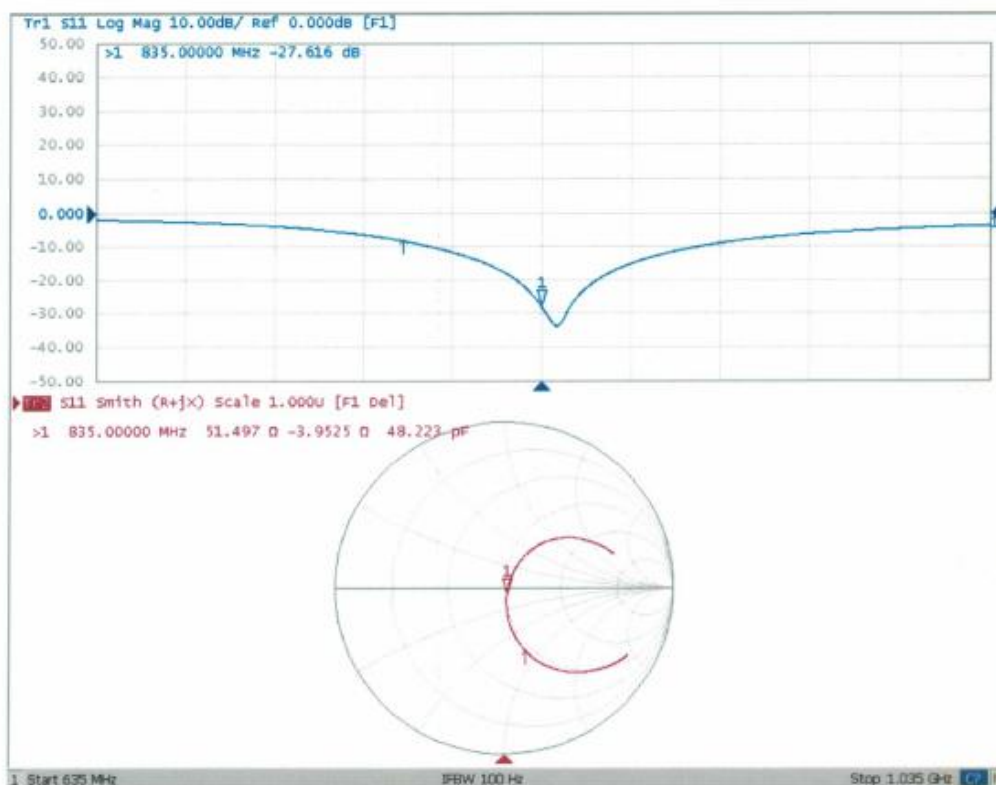 Tr1 S11 Log Mag 10.00dB/ Ref 0.000dB [F1]
50.00
>1 835.00000 MHz -27.616 dB
40.00
30.00
20.00
10.00
0.000
-10.00
-20.00
1
-30.00
-40.00
-50.00
Tr2 S11 Smith (R+jX) Scale 1.000U [F1 Del]
>1 835.00000 MHz 51.497 Ω -3.9525 Ω 48.223 pF
1
1 Start 635 MHz IFBW 100 Hz Stop 1.035 GHz C?